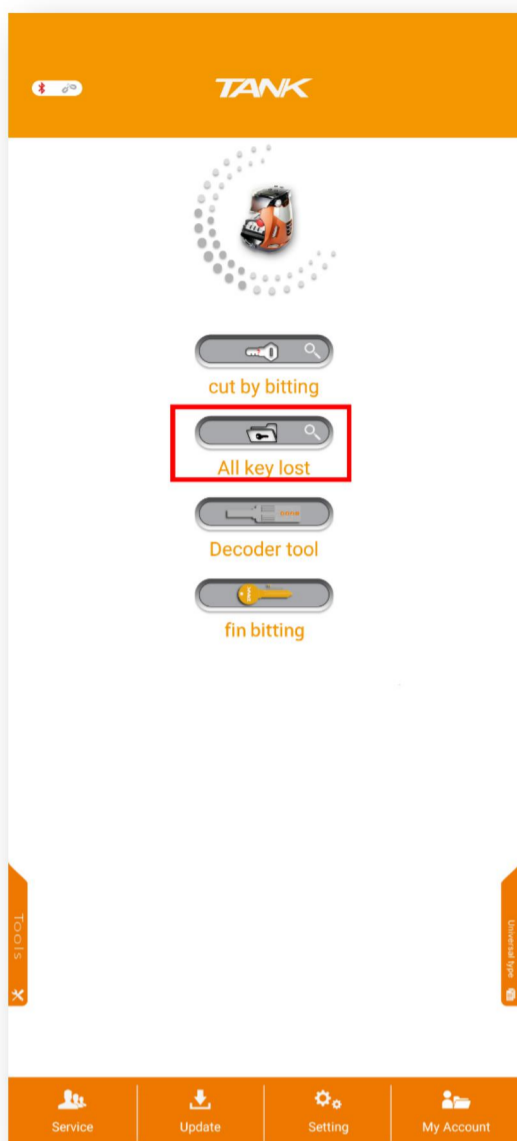 TANK
cut by bitting
All key lost
Decoder tool
fin bitting
Tools
Universal type
Service
Update
Setting
My Account